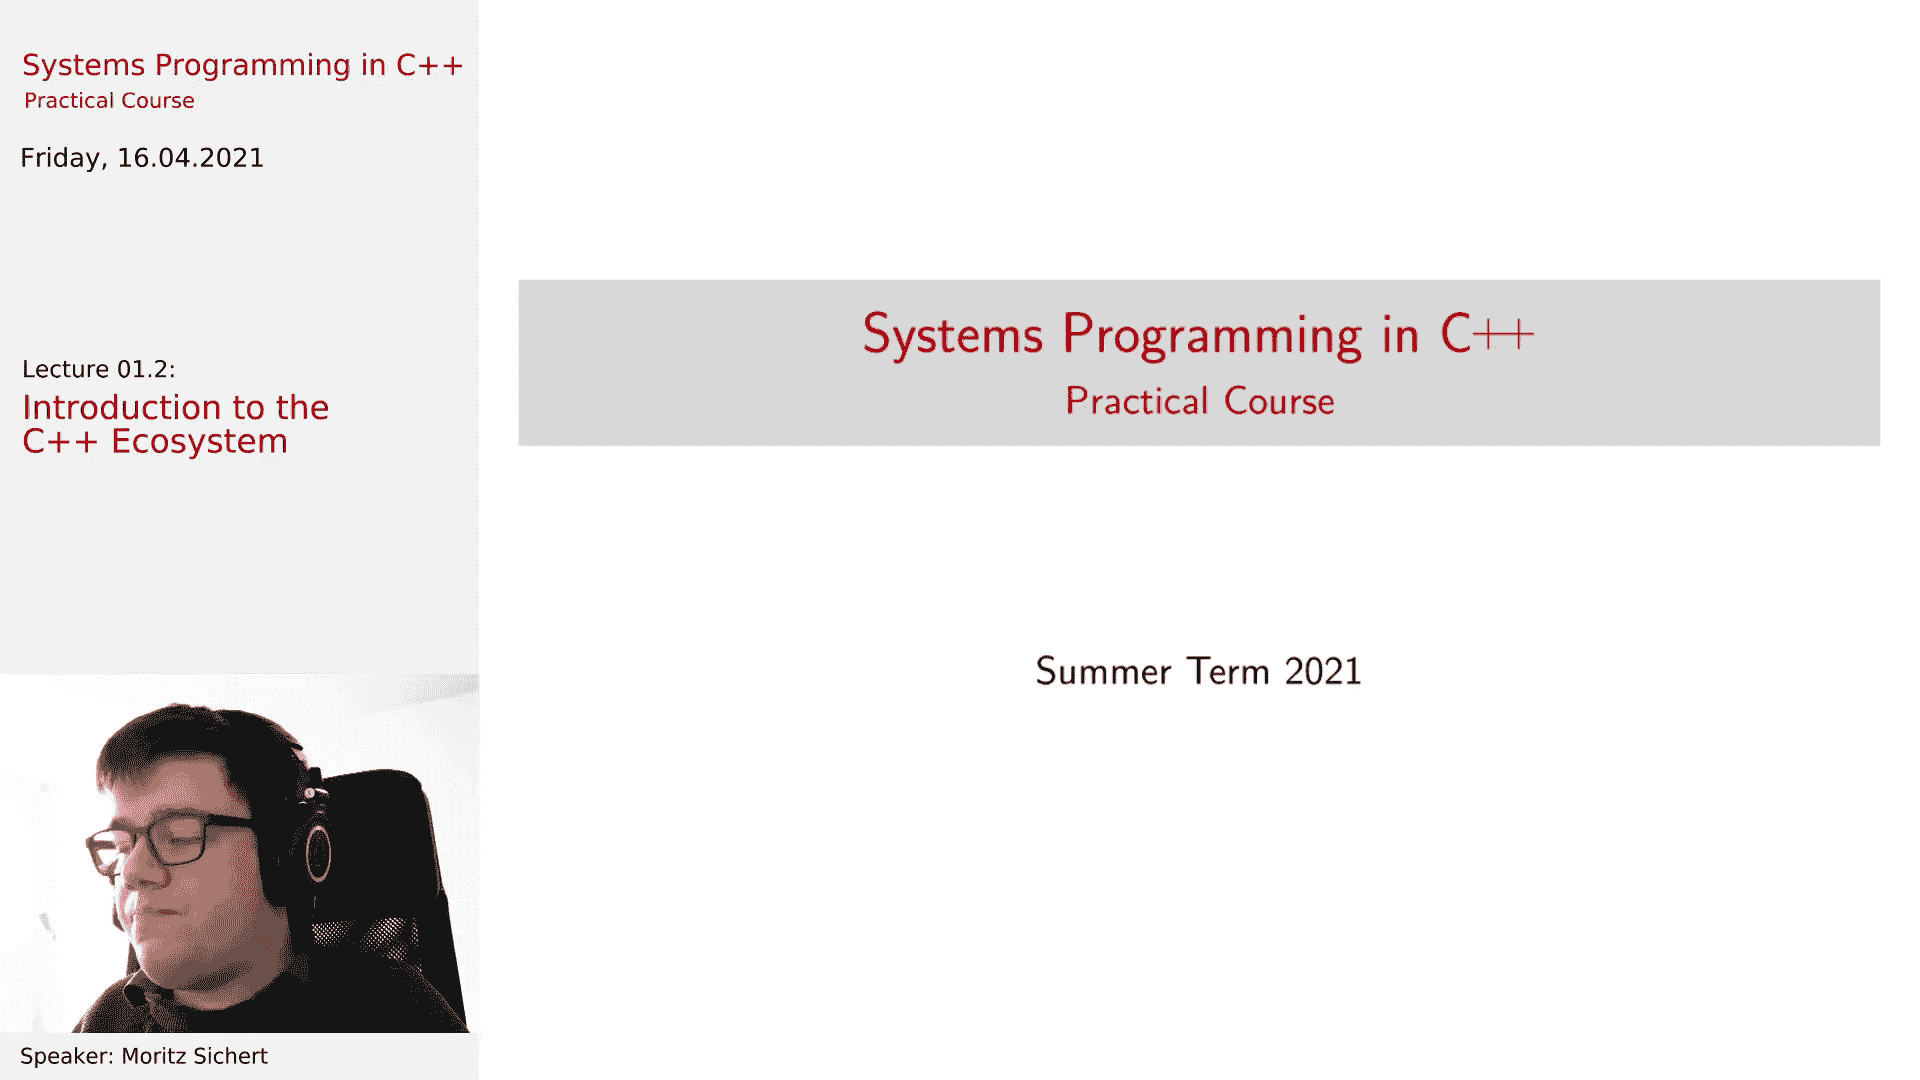 Systems Programming in C++
Practical Course
Friday, 16.04.2021
Lecture 01.2:
Introduction to the
C++ Ecosystem
Speaker: Moritz Sichert
Systems Programming in C++
Practical Course
Summer Term 2021